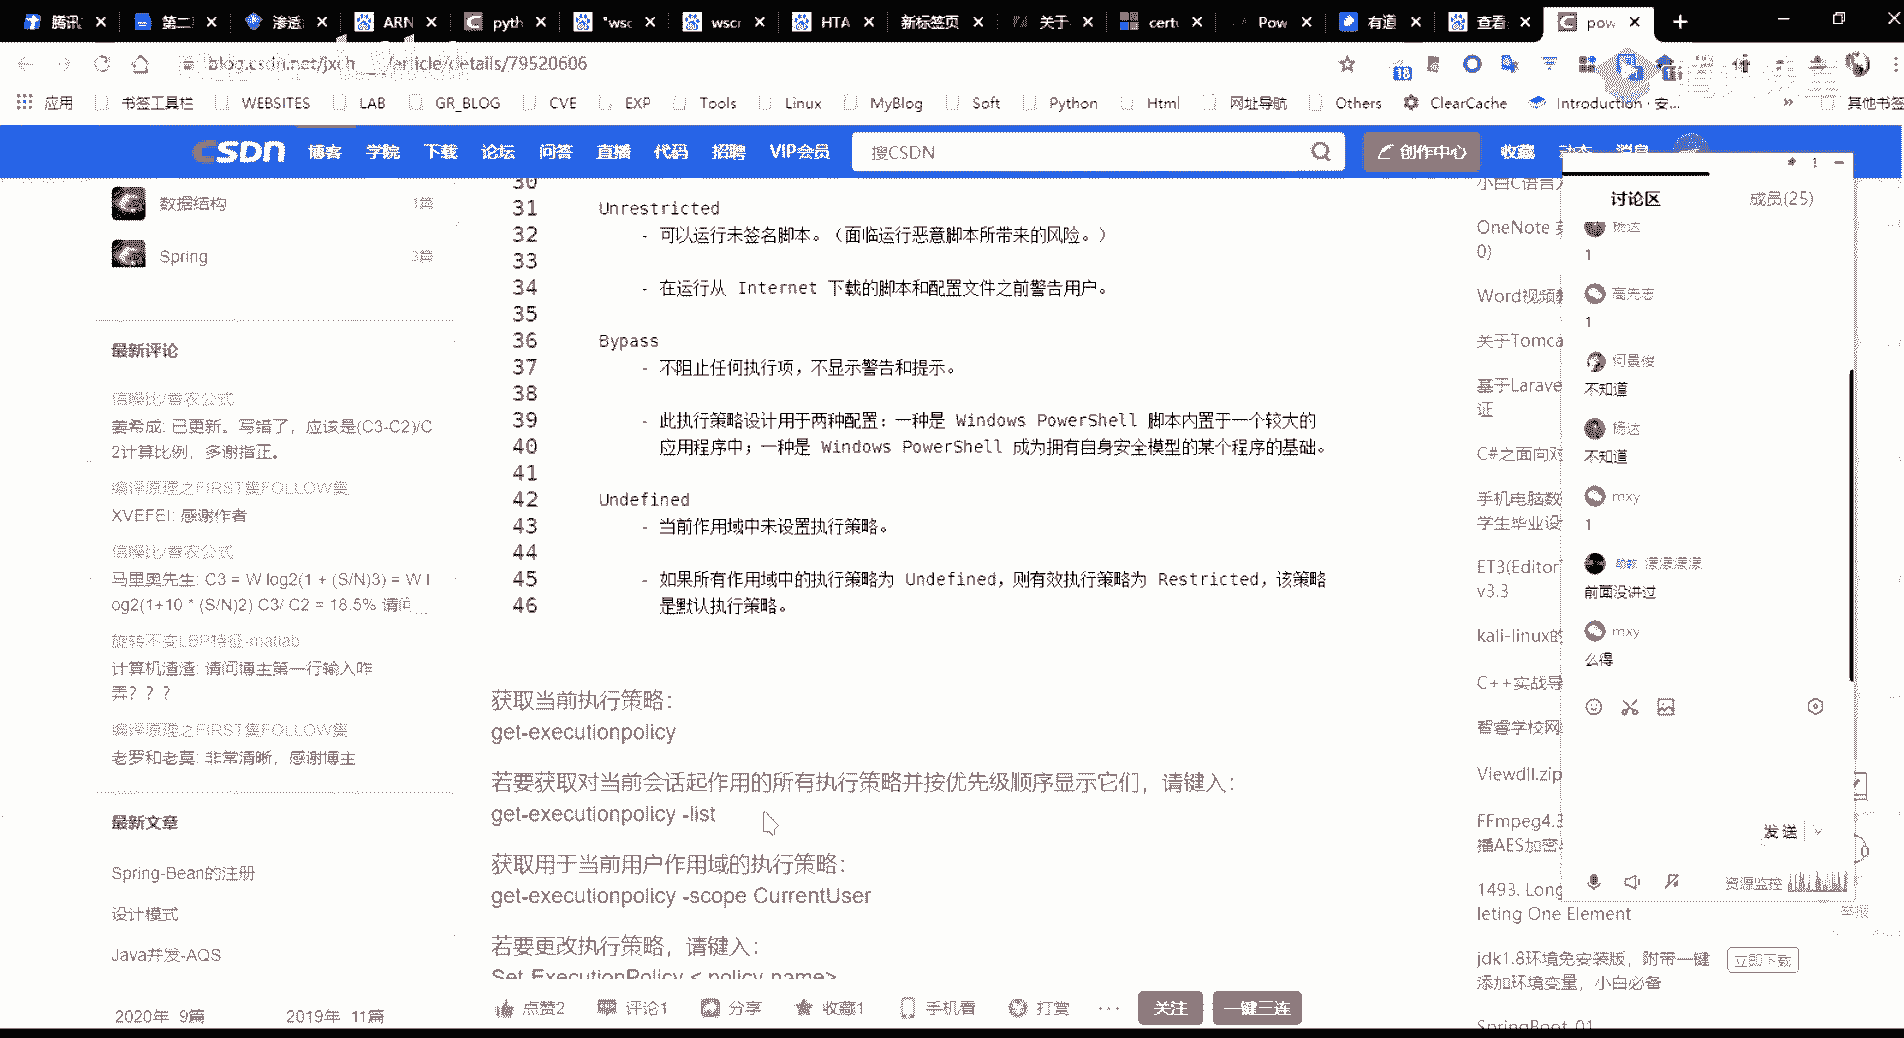 腾讯
第二
渗透
ARN
pyth
"wsc
wscr
HTA
新标签页
关于
certu
Pow
有道
查看
pow
blog.csdn.net/jxch____/article/details/79520606
18
应用
书签工具栏
WEBSITES
LAB
GR_BLOG
CVE
EXP
Tools
Linux
MyBlog
Soft
Python
Html
网址导航
Others
ClearCache
Introduction · 安...
»
其他书签
CSDN
博客
学院
下载
论坛
问答
直播
代码
招聘
VIP会员
搜CSDN
创作中心
收藏
动态
消息
数据结构 1篇
Spring 3篇
最新评论
信噪比/香农公式
姜希成: 已更新。写错了，应该是(C3-C2)/C
2计算比例，多谢指正。
编译原理之FIRST集FOLLOW集
XVEFEI: 感谢作者
信噪比/香农公式
马里奥先生: C3 = W log2(1 + (S/N)3) = W l
og2(1+10 * (S/N)2) C3/ C2 = 18.5% 请问...
旋转不变LBP特征-matlab
计算机渣渣: 请问博主第一行输入咋
弄？？？
编译原理之FIRST集FOLLOW集
老罗和老莫: 非常清晰，感谢博主
最新文章
Spring-Bean的注册
设计模式
Java并发-AQS
2020年 9篇
2019年 11篇
30
31 Unrestricted
32 - 可以运行未签名脚本。（面临运行恶意脚本所带来的风险。）
33
34 - 在运行从 Internet 下载的脚本和配置文件之前警告用户。
35
36 Bypass
37 - 不阻止任何执行项，不显示警告和提示。
38
39 - 此执行策略设计用于两种配置：一种是 Windows PowerShell 脚本内置于一个较大的
40 应用程序中；一种是 Windows PowerShell 成为拥有自身安全模型的某个程序的基础。
41
42 Undefined
43 - 当前作用域中未设置执行策略。
44
45 - 如果所有作用域中的执行策略为 Undefined，则有效执行策略为 Restricted，该策略
46 是默认执行策略。
获取当前执行策略：
get-executionpolicy
若要获取对当前会话起作用的所有执行策略并按优先级顺序显示它们，请键入：
get-executionpolicy -list
获取用于当前用户作用域的执行策略：
get-executionpolicy -scope CurrentUser
若要更改执行策略，请键入：
Set-ExecutionPolicy < policy name>
点赞2
评论1
分享
收藏1
手机看
打赏
...
关注
一键三连
小白C语言
OneNote
0)
Word视频
关于Tomca
基于Larave
证
C#之面向对
手机电脑数
学生毕业设
ET3(Editor
v3.3
kali-linux的
C++实战导
智睿学校网
Viewdll.zip
FFmpeg4.3
播AES加密
1493. Long
leting One Element
jdk1.8环境免安装版，附带一键
添加环境变量，小白必备
立即下载
SpringBoot_01
讨论区
成员(25)
杨达
1
高先志
1
何景俊
不知道
杨达
不知道
mxy
1
前面没讲过
mxy
么得
发送
资源监控
举报